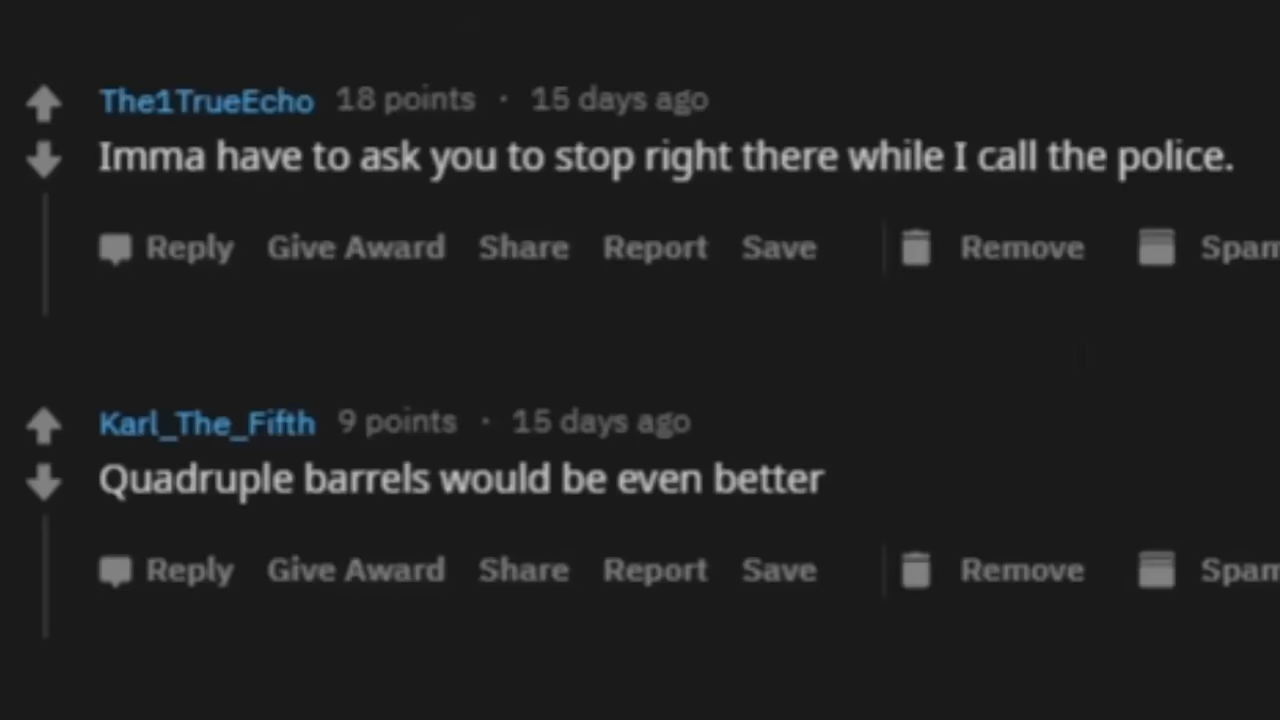 The1TrueEcho 18 points · 15 days ago
Imma have to ask you to stop right there while I call the police.
Reply Give Award Share Report Save Remove Spam
Karl_The_Fifth 9 points · 15 days ago
Quadruple barrels would be even better
Reply Give Award Share Report Save Remove Spam